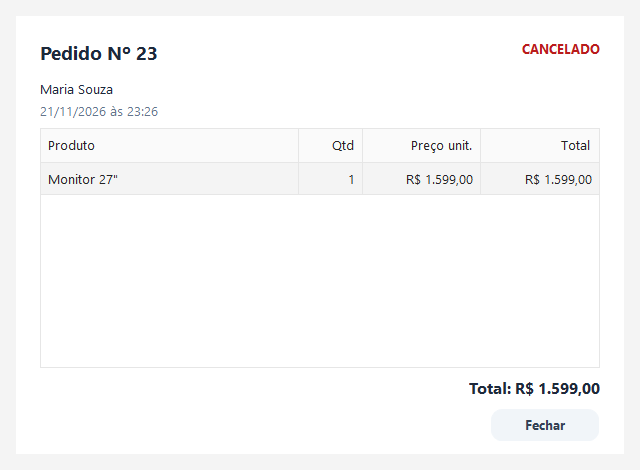 Pedido Nº 23
CANCELADO
Maria Souza
21/11/2026 às 23:26
Produto Qtd Preço unit. Total
Monitor 27" 1 R$ 1.599,00 R$ 1.599,00
Total: R$ 1.599,00
Fechar